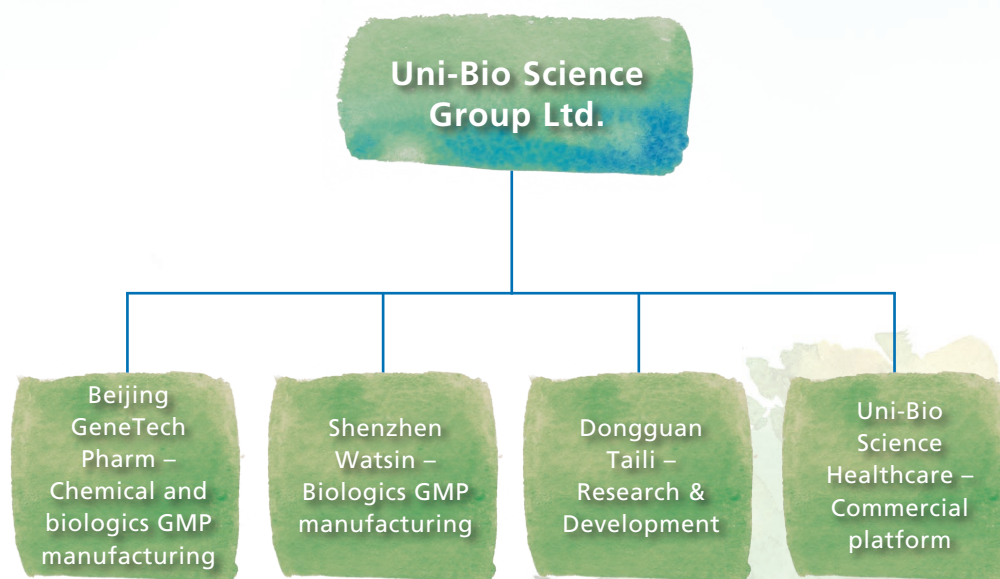 Uni-Bio Science
Group Ltd.
Beijing
GeneTech
Pharm –
Chemical and
biologics GMP
manufacturing
Shenzhen
Watsin –
Biologics GMP
manufacturing
Dongguan
Taili –
Research &
Development
Uni-Bio
Science
Healthcare –
Commercial
platform